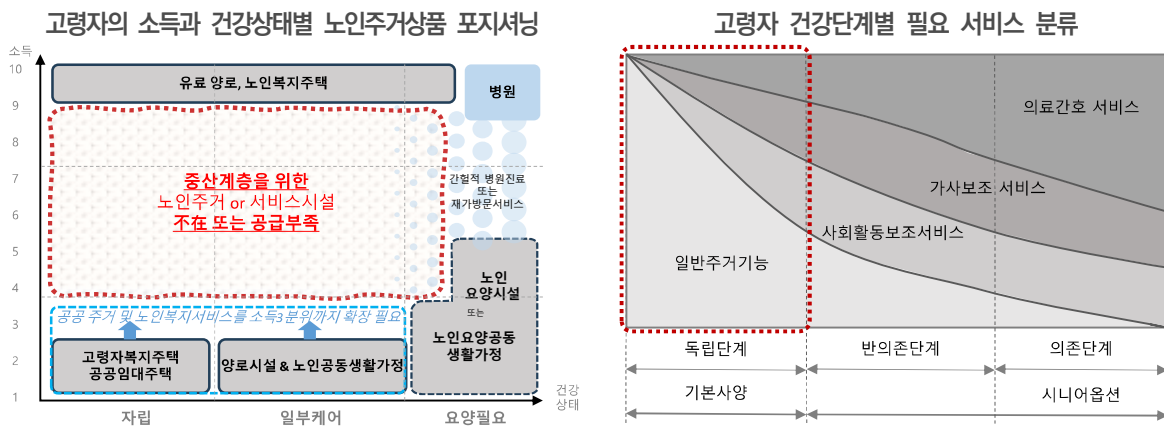 고령자의 소득과 건강상태별 노인주거상품 포지셔닝
소득
10
9
8
7
6
5
4
3
2
1
유료 양로, 노인복지주택
병원
중산계층을 위한
노인주거 or 서비스시설
不在 또는 공급부족
간헐적 병원진료
또는
재가방문서비스
노인
요양시설
또는
노인요양공동
생활가정
공공 주거 및 노인복지서비스를 소득3분위까지 확장 필요
고령자복지주택
공공임대주택
양로시설 & 노인공동생활가정
건강
상태
자립
일부케어
요양필요
고령자 건강단계별 필요 서비스 분류
의료간호 서비스
가사보조 서비스
사회활동보조서비스
일반주거기능
독립단계
반의존단계
의존단계
기본사양
시니어옵션